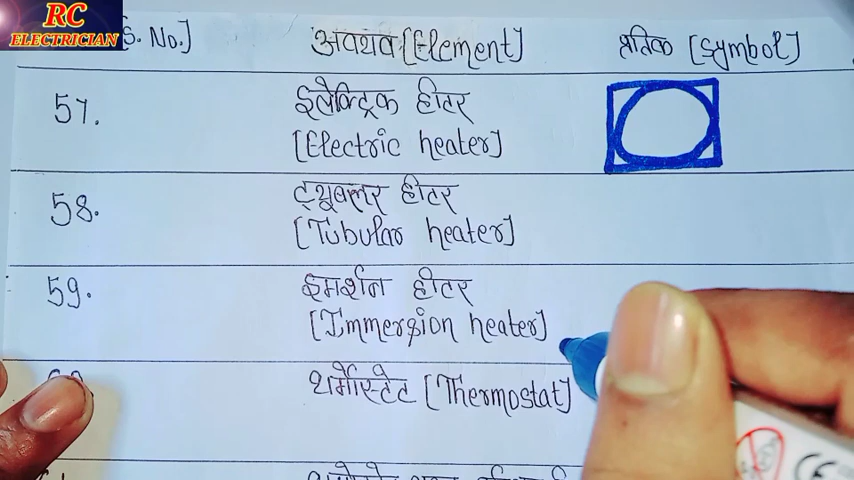 RC
ELECTRICIAN
S. No.] अवयव [Element] प्रतिक [Symbol]
57. इलेक्ट्रिक हीटर
[Electric heater]
58. ट्यूबलर हीटर
[Tubular heater]
59. इमर्शन हीटर
[Immersion heater]
थर्मोस्टेट [Thermostat]
CE